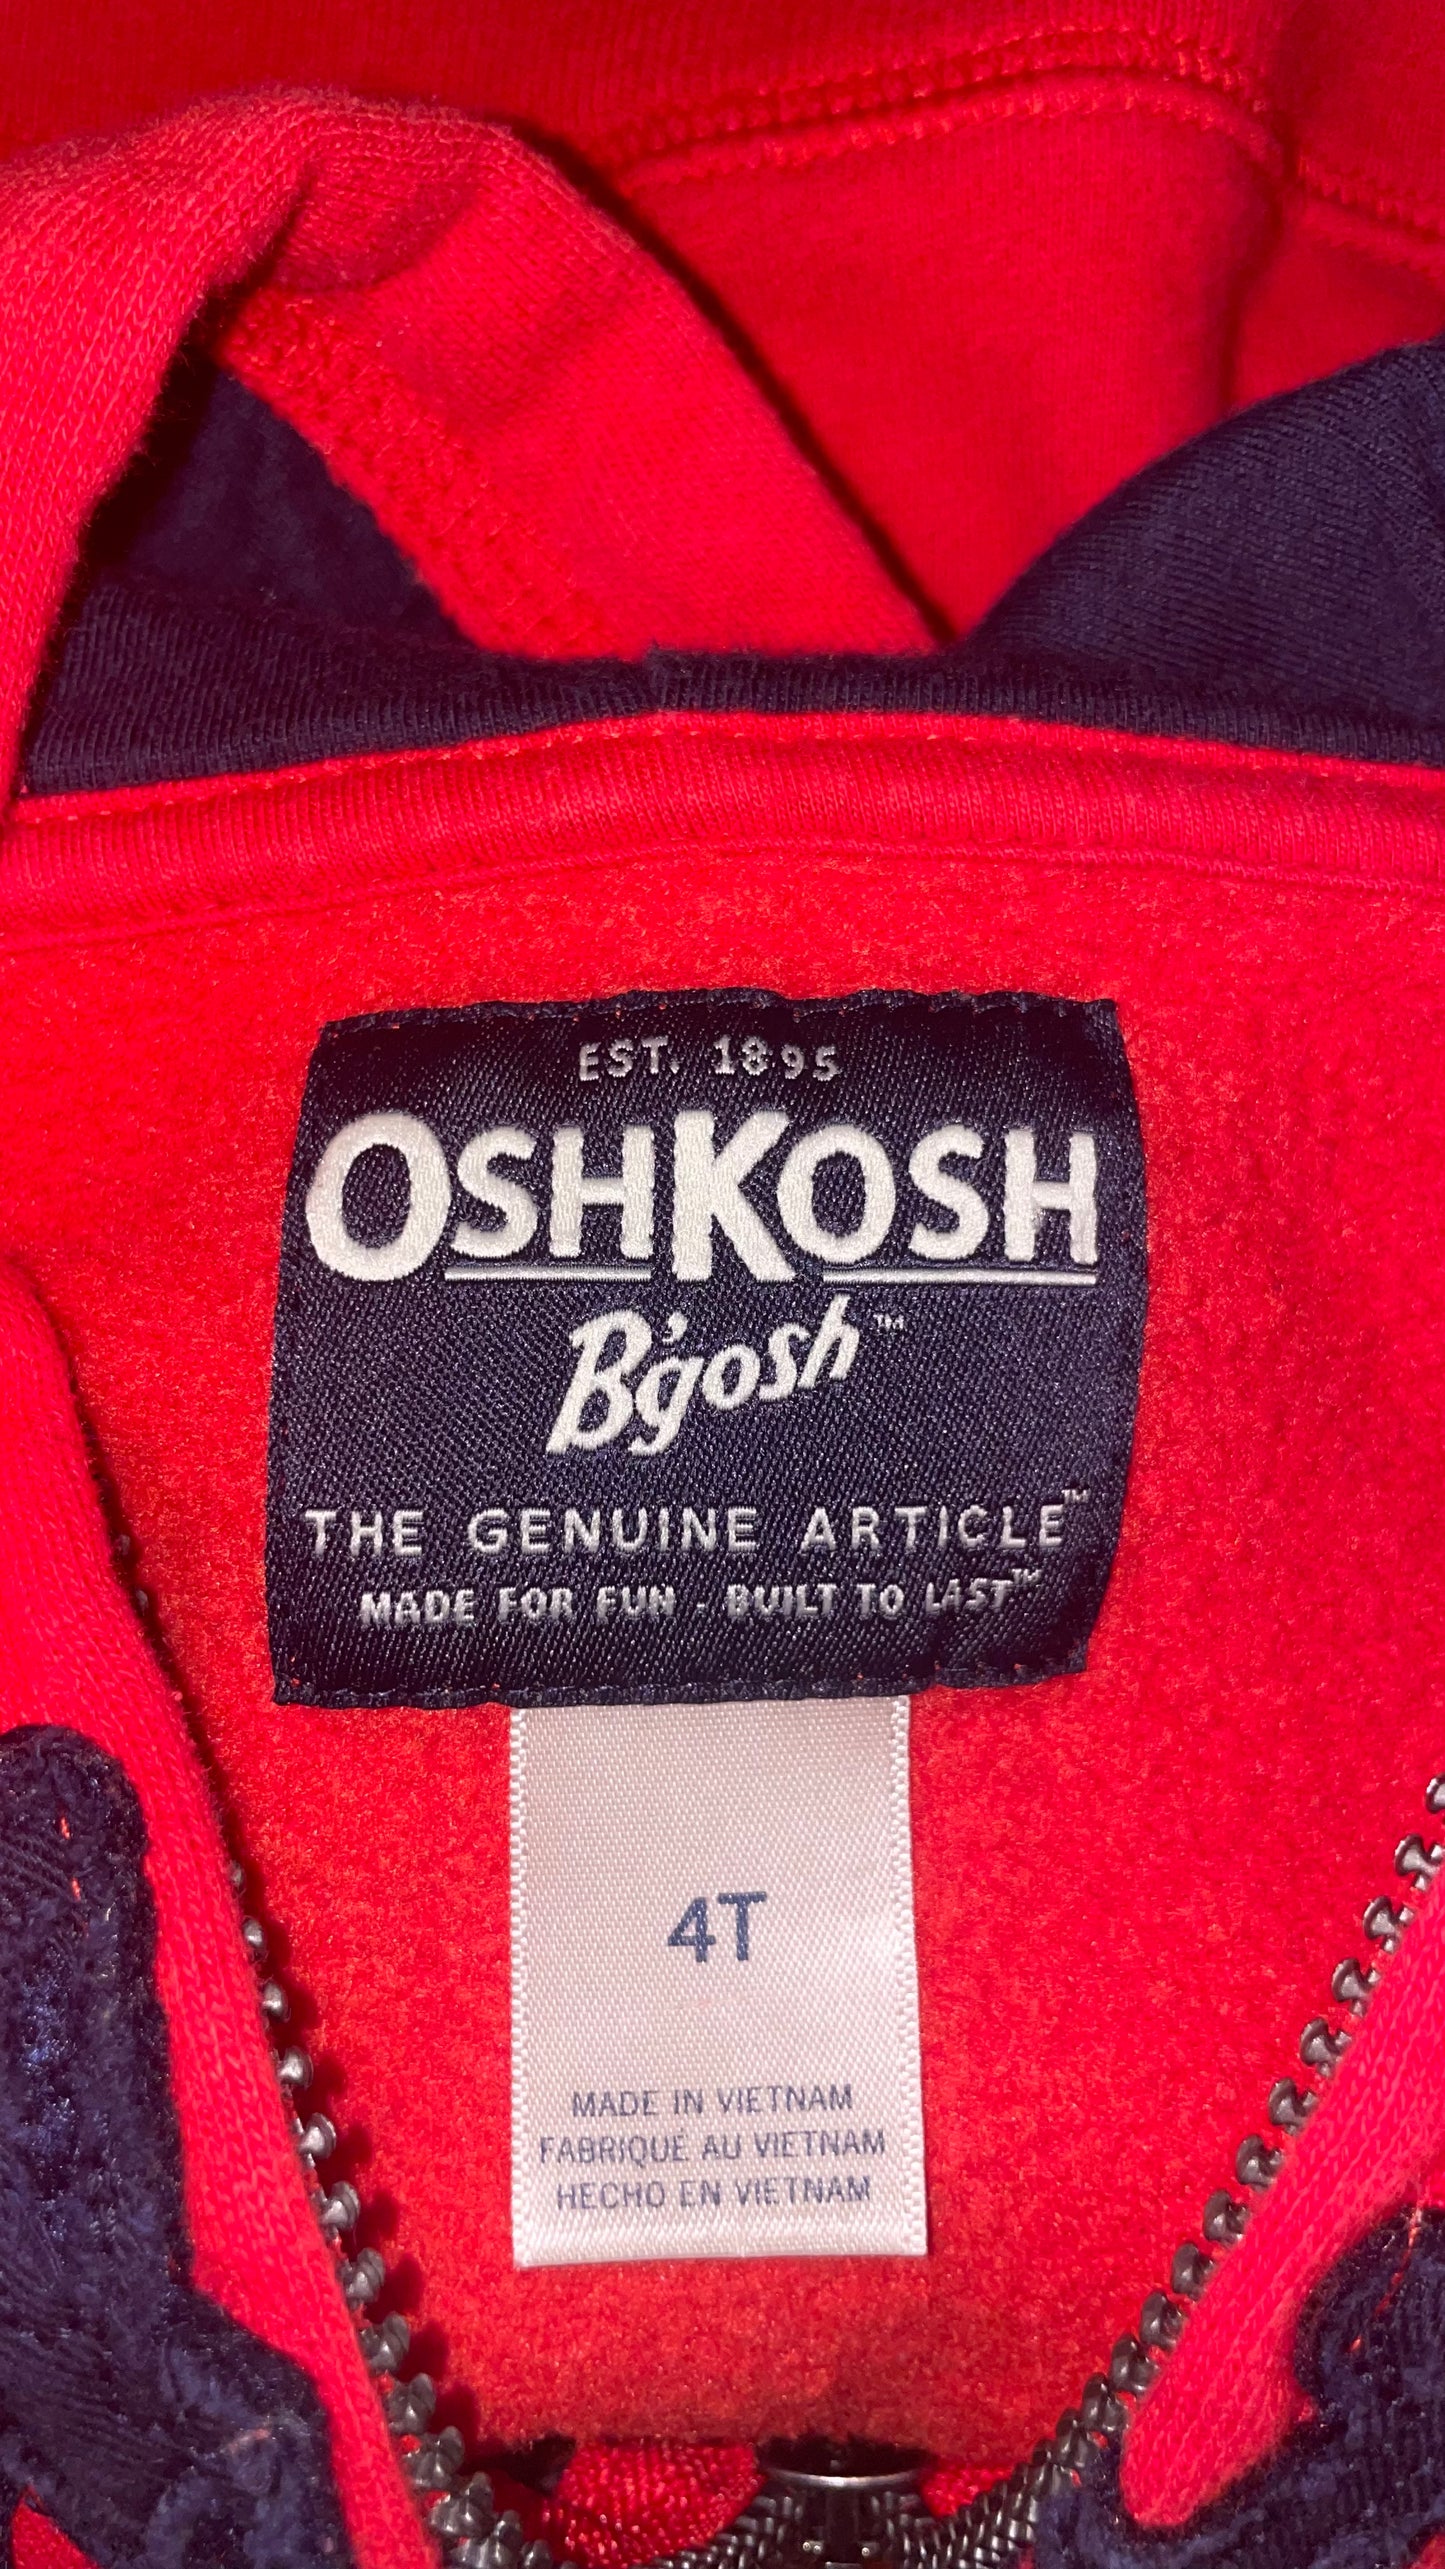 EST. 1895
OSHKOSH
B'gosh™
THE GENUINE ARTICLE™
MADE FOR FUN - BUILT TO LAST™
4T
MADE IN VIETNAM
FABRIQUÉ AU VIETNAM
HECHO EN VIETNAM